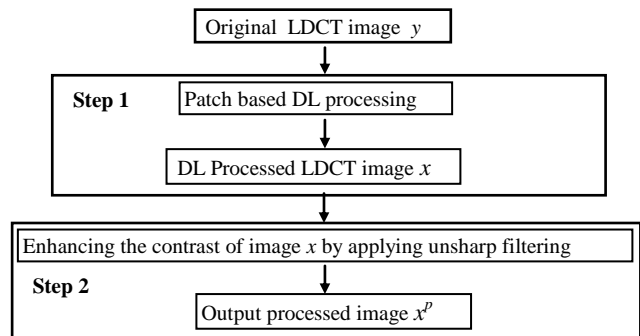 Original LDCT image y
Step 1
Patch based DL processing
DL Processed LDCT image x
Enhancing the contrast of image x by applying unsharp filtering
Step 2
Output processed image xᵖ